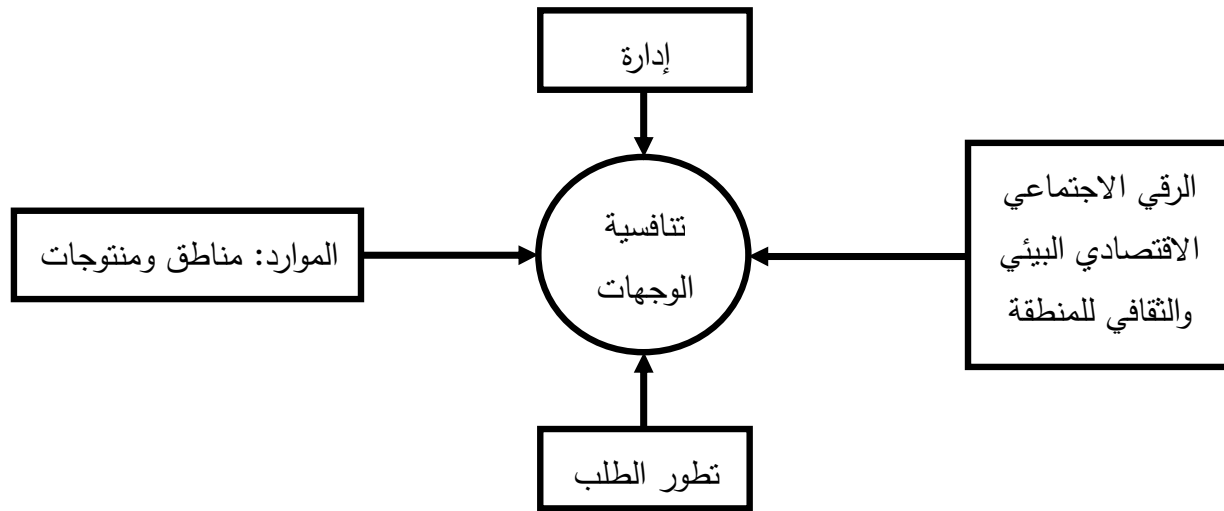 إدارة
الرقي الاجتماعي
الاقتصادي البيئي
والثقافي للمنطقة
تنافسية
الوجهات
الموارد: مناطق ومنتوجات
تطور الطلب